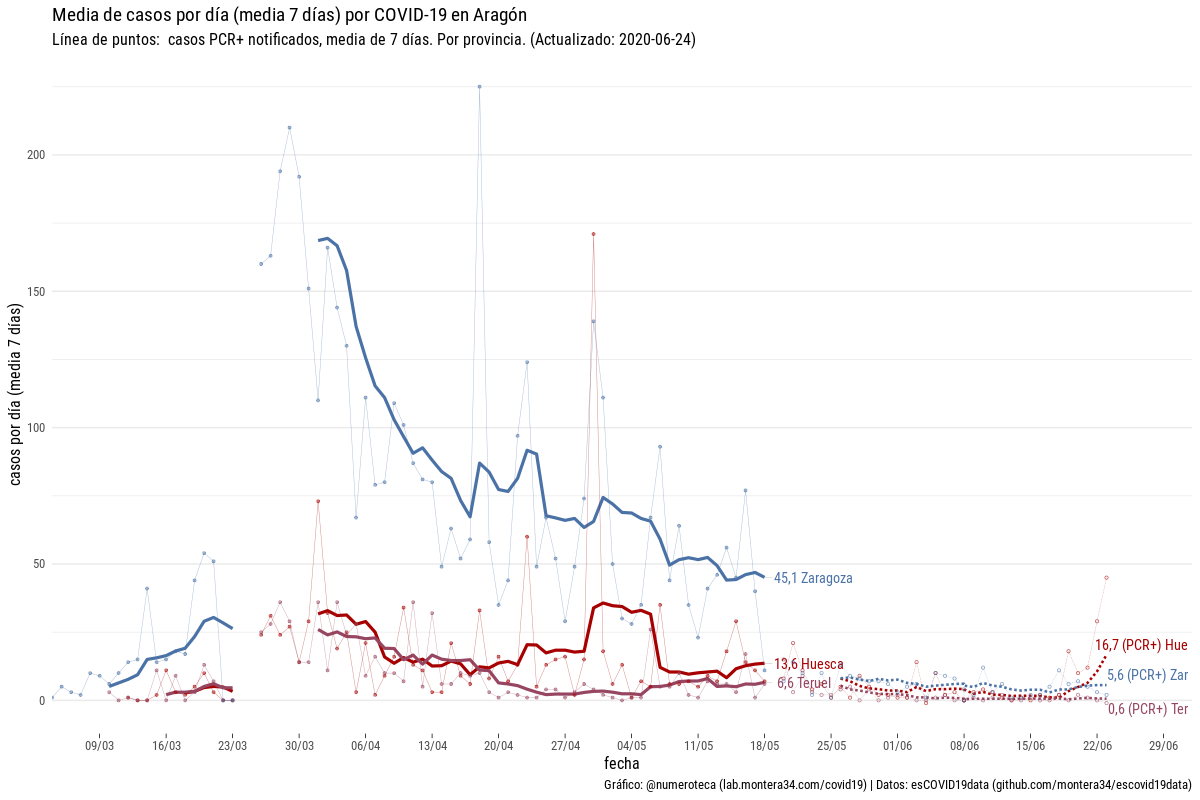 Media de casos por día (media 7 días) por COVID-19 en Aragón
Línea de puntos:  casos PCR+ notificados, media de 7 días. Por provincia. (Actualizado: 2020-06-24)
casos por día (media 7 días)
200
150
100
50
0
45,1 Zaragoza
13,6 Huesca
6,6 Teruel
16,7 (PCR+) Hue
5,6 (PCR+) Zar
0,6 (PCR+) Ter
09/03 16/03 23/03 30/03 06/04 13/04 20/04 27/04 04/05 11/05 18/05 25/05 01/06 08/06 15/06 22/06 29/06
fecha
Gráfico: @numeroteca (lab.montera34.com/covid19) | Datos: esCOVID19data (github.com/montera34/escovid19data)